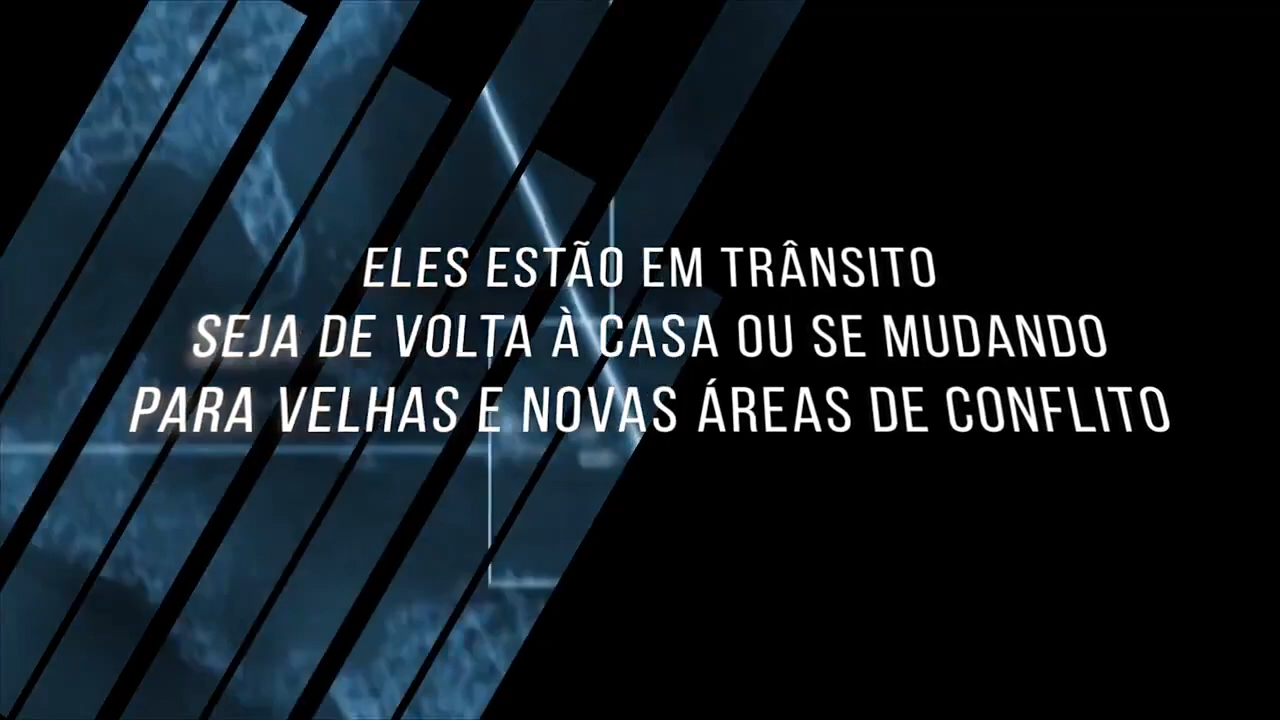 ELES ESTÃO EM TRÂNSITO
SEJA DE VOLTA À CASA OU SE MUDANDO
PARA VELHAS E NOVAS ÁREAS DE CONFLITO